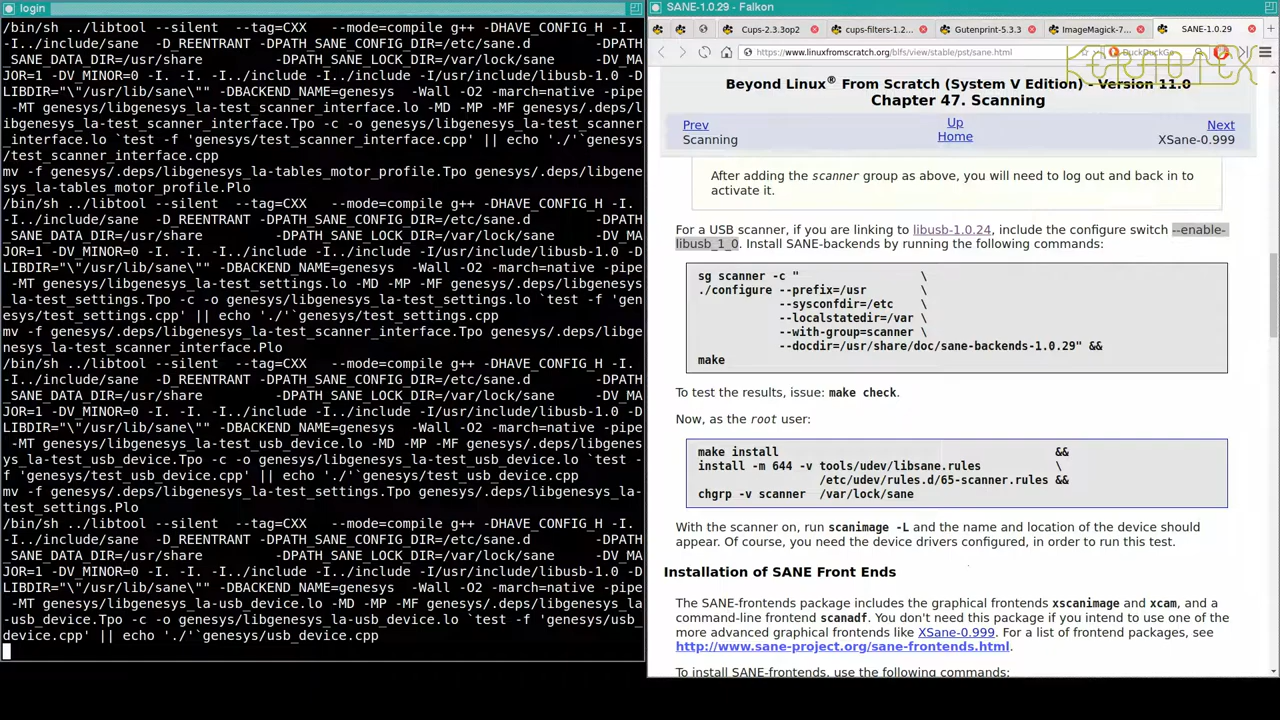 login
/bin/sh ../libtool --silent --tag=CXX --mode=compile g++ -DHAVE_CONFIG_H -I.
-I../include/sane -D_REENTRANT -DPATH_SANE_CONFIG_DIR=/etc/sane.d -DPATH
_SANE_DATA_DIR=/usr/share -DPATH_SANE_LOCK_DIR=/var/lock/sane -DV_MA
JOR=1 -DV_MINOR=0 -I. -I../include -I../include -I/usr/include/libusb-1.0 -D
LIBDIR="\"/usr/lib/sane\"" -DBACKEND_NAME=genesys -Wall -O2 -march=native -pipe
-MT genesys/libgenesys_la-test_scanner_interface.lo -MD -MP -MF genesys/.deps/l
ibgenesys_la-test_scanner_interface.Tpo -c -o genesys/libgenesys_la-test_scanner
_interface.lo `test -f 'genesys/test_scanner_interface.cpp' || echo './'`genesys
/test_scanner_interface.cpp
mv -f genesys/.deps/libgenesys_la-tables_motor_profile.Tpo genesys/.deps/libgene
sys_la-tables_motor_profile.Plo
/bin/sh ../libtool --silent --tag=CXX --mode=compile g++ -DHAVE_CONFIG_H -I.
-I../include/sane -D_REENTRANT -DPATH_SANE_CONFIG_DIR=/etc/sane.d -DPATH
_SANE_DATA_DIR=/usr/share -DPATH_SANE_LOCK_DIR=/var/lock/sane -DV_MA
JOR=1 -DV_MINOR=0 -I. -I. -I../include -I../include -I/usr/include/libusb-1.0 -D
LIBDIR="\"/usr/lib/sane\"" -DBACKEND_NAME=genesys -Wall -O2 -march=native -pipe
-MT genesys/libgenesys_la-test_settings.lo -MD -MP -MF genesys/.deps/libgenesys
_la-test_settings.Tpo -c -o genesys/libgenesys_la-test_settings.lo `test -f 'gen
esys/test_settings.cpp' || echo './'`genesys/test_settings.cpp
mv -f genesys/.deps/libgenesys_la-test_scanner_interface.Tpo genesys/.deps/libge
nesys_la-test_scanner_interface.Plo
/bin/sh ../libtool --silent --tag=CXX --mode=compile g++ -DHAVE_CONFIG_H -I.
-I../include/sane -D_REENTRANT -DPATH_SANE_CONFIG_DIR=/etc/sane.d -DPATH
_SANE_DATA_DIR=/usr/share -DPATH_SANE_LOCK_DIR=/var/lock/sane -DV_MA
JOR=1 -DV_MINOR=0 -I. -I. -I../include -I../include -I/usr/include/libusb-1.0 -D
LIBDIR="\"/usr/lib/sane\"" -DBACKEND_NAME=genesys -Wall -O2 -march=native -pipe
-MT genesys/libgenesys_la-test_usb_device.lo -MD -MP -MF genesys/.deps/libgenes
ys_la-test_usb_device.Tpo -c -o genesys/libgenesys_la-test_usb_device.lo `test -
f 'genesys/test_usb_device.cpp' || echo './'`genesys/test_usb_device.cpp
mv -f genesys/.deps/libgenesys_la-test_settings.Tpo genesys/.deps/libgenesys_la-
test_settings.Plo
/bin/sh ../libtool --silent --tag=CXX --mode=compile g++ -DHAVE_CONFIG_H -I.
-I../include/sane -D_REENTRANT -DPATH_SANE_CONFIG_DIR=/etc/sane.d -DPATH
_SANE_DATA_DIR=/usr/share -DPATH_SANE_LOCK_DIR=/var/lock/sane -DV_MA
JOR=1 -DV_MINOR=0 -I. -I. -I../include -I../include -I/usr/include/libusb-1.0 -D
LIBDIR="\"/usr/lib/sane\"" -DBACKEND_NAME=genesys -Wall -O2 -march=native -pipe
-MT genesys/libgenesys_la-usb_device.lo -MD -MP -MF genesys/.deps/libgenesys_la
-usb_device.Tpo -c -o genesys/libgenesys_la-usb_device.lo `test -f 'genesys/usb_
device.cpp' || echo './'`genesys/usb_device.cpp
SANE-1.0.29 - Falkon
Cups-2.3.3op2 cups-filters-1.2... Gutenprint-5.3.3 ImageMagick-7... SANE-1.0.29
https://www.linuxfromscratch.org/blfs/view/stable/pst/sane.html DuckDuckGo
KERNOTEX
Beyond Linux® From Scratch (System V Edition) - Version 11.0
Chapter 47. Scanning
Prev Up Next
Scanning Home XSane-0.999
After adding the scanner group as above, you will need to log out and back in to
activate it.
For a USB scanner, if you are linking to libusb-1.0.24, include the configure switch --enable-
libusb_1_0. Install SANE-backends by running the following commands:
sg scanner -c " \
./configure --prefix=/usr \
--sysconfdir=/etc \
--localstatedir=/var \
--with-group=scanner \
--docdir=/usr/share/doc/sane-backends-1.0.29" &&
make
To test the results, issue: make check.
Now, as the root user:
make install &&
install -m 644 -v tools/udev/libsane.rules \
/etc/udev/rules.d/65-scanner.rules &&
chgrp -v scanner /var/lock/sane
With the scanner on, run scanimage -L and the name and location of the device should
appear. Of course, you need the device drivers configured, in order to run this test.
Installation of SANE Front Ends
The SANE-frontends package includes the graphical frontends xscanimage and xcam, and a
command-line frontend scanadf. You don't need this package if you intend to use one of the
more advanced graphical frontends like XSane-0.999. For a list of frontend packages, see
http://www.sane-project.org/sane-frontends.html.
To install SANE-frontends, use the following commands: